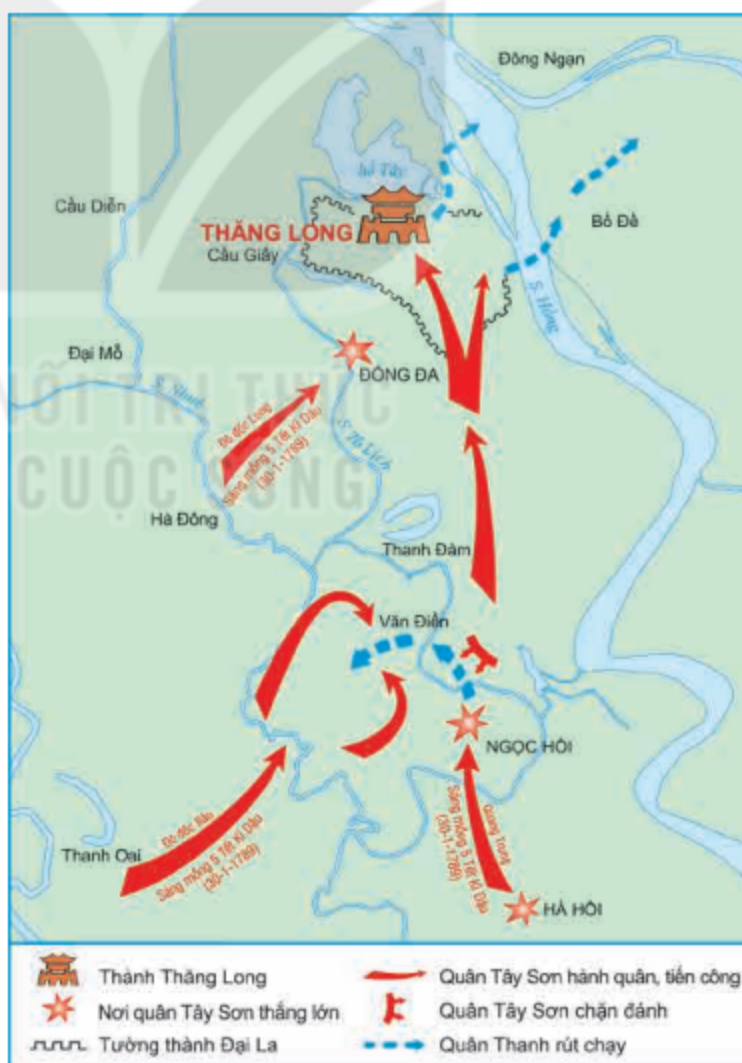 Đông Ngạn
hồ Tây
Cầu Diễn
Bồ Đề
THĂNG LONG
Cầu Giấy
S. Hồng
Đại Mỗ
ĐỐNG ĐA
S. Nhuệ
NỐI TRI THỨC
CUỘC SỐNG
Đô đốc Long
Sáng mồng 5 Tết Kỉ Dậu
(30-1-1789)
S. Tô Lịch
Hà Đông
Thanh Đàm
Văn Điển
NGỌC HỒI
Đô đốc Bảo
Sáng mồng 5 Tết Kỉ Dậu
(30-1-1789)
Thanh Oai
Quang Trung
Sáng mồng 5 Tết Kỉ Dậu
(30-1-1789)
HÀ HỒI
Thành Thăng Long
Quân Tây Sơn hành quân, tiến công
Nơi quân Tây Sơn thắng lớn
Quân Tây Sơn chặn đánh
Tường thành Đại La
Quân Thanh rút chạy